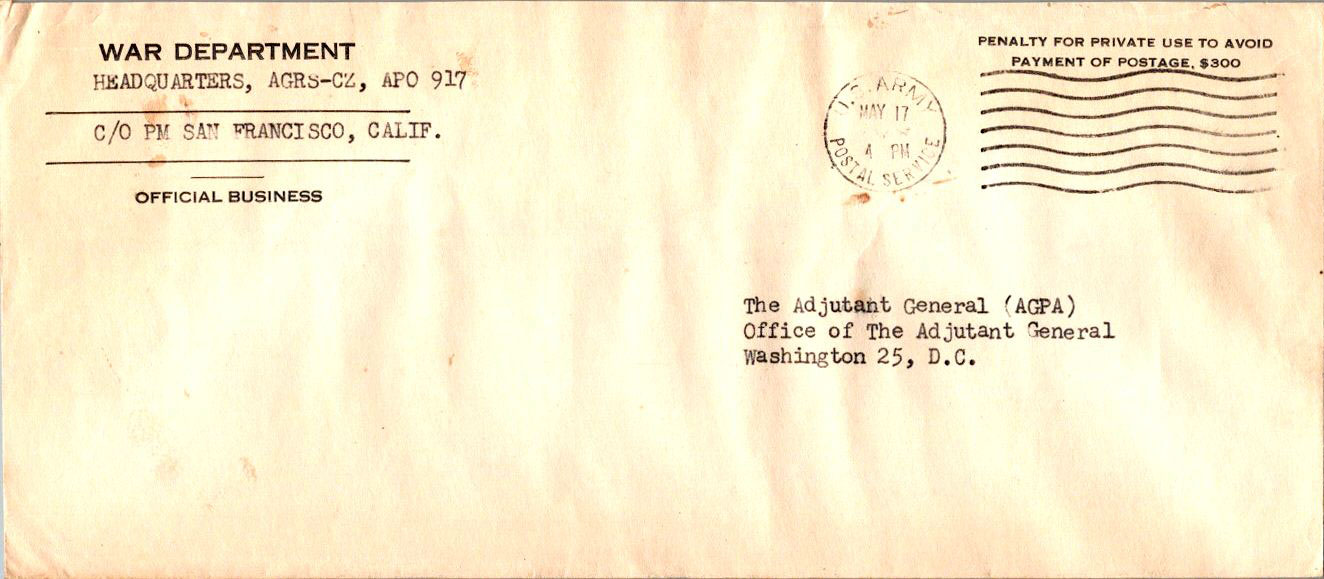 WAR DEPARTMENT
HEADQUARTERS, AGRS-CZ, APO 917
C/O PM SAN FRANCISCO, CALIF.
OFFICIAL BUSINESS
U.S. ARMY
MAY 17
4 PM
POSTAL SERVICE
PENALTY FOR PRIVATE USE TO AVOID
PAYMENT OF POSTAGE, $300
The Adjutant General (AGPA)
Office of The Adjutant General
Washington 25, D.C.